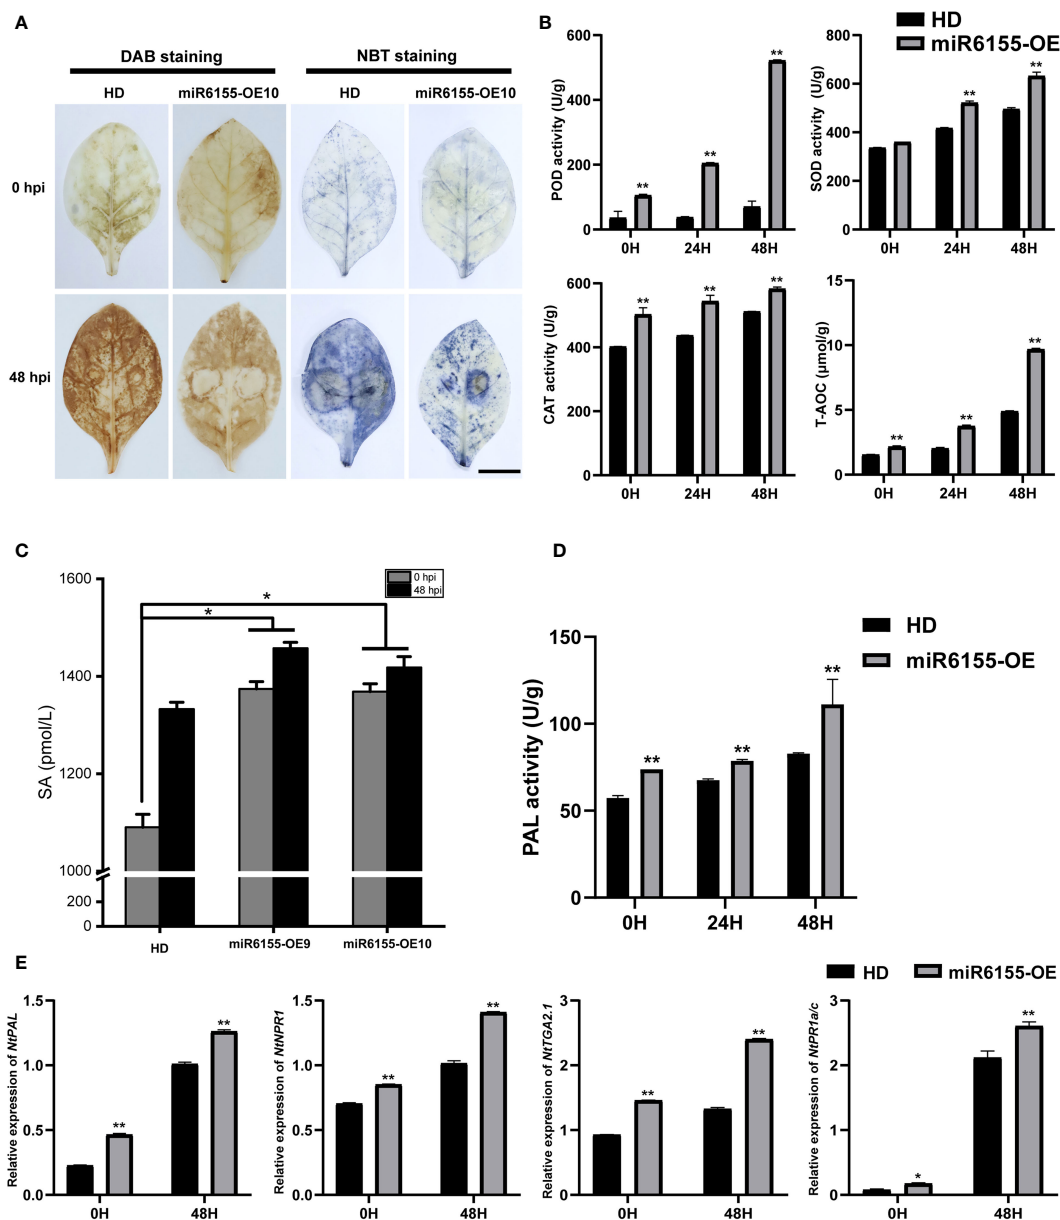 A
DAB staining
NBT staining
HD
miR6155-OE10
HD
miR6155-OE10
0 hpi
48 hpi
B
HD
miR6155-OE
POD activity (U/g)
600
400
200
0
**
**
**
0H
24H
48H
SOD activity (U/g)
800
600
400
200
0
**
**
0H
24H
48H
CAT activity (U/g)
600
400
200
0
**
**
**
0H
24H
48H
T-AOC (μmol/g)
15
10
5
0
**
**
**
0H
24H
48H
C
0 hpi
48 hpi
SA (pmol/L)
1600
1400
1200
1000
200
0
*
*
HD
miR6155-OE9
miR6155-OE10
D
HD
miR6155-OE
PAL activity (U/g)
150
100
50
0
**
**
**
0H
24H
48H
E
HD
miR6155-OE
Relative expression of NtPAL
1.5
1.0
0.5
0.0
**
**
0H
48H
Relative expression of NtNPR1
1.5
1.0
0.5
0.0
**
**
0H
48H
Relative expression of NtTGA2.1
3
2
1
0
**
**
0H
48H
Relative expression of NtPR1a/c
3
2
1
0
*
**
0H
48H